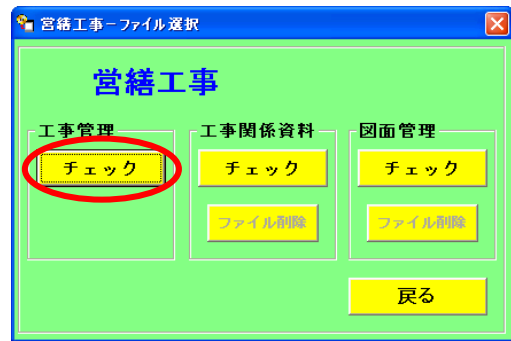 営繕工事－ファイル選択
営繕工事
工事管理
工事関係資料
図面管理
チェック
チェック
チェック
ファイル削除
ファイル削除
戻る